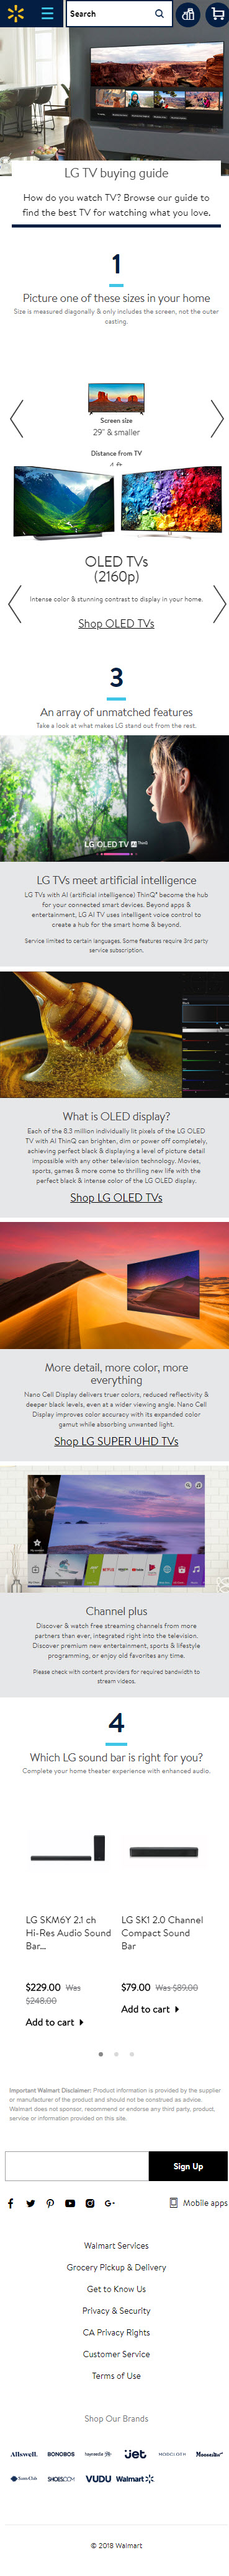 Search
LG TV buying guide
How do you watch TV? Browse our guide to
find the best TV for watching what you love.
1
Picture one of these sizes in your home
Size is measured diagonally & only includes the screen, not the outer
casting.
Screen size
29" & smaller
Distance from TV
OLED TVs
(2160p)
Intense color & stunning contrast to display in your home.
Shop OLED TVs
3
An array of unmatched features
Take a look at what makes LG stand out from the rest.
LG OLED TV AI ThinQ
LG TVs meet artificial intelligence
LG TVs with AI (artificial intelligence) ThinQ® become the hub
for your connected smart devices. Beyond apps &
entertainment, LG AI TV uses intelligent voice control to
create a hub for the smart home & beyond.
Service limited to certain languages. Some features require 3rd party
service subscription.
What is OLED display?
Each of the 8.3 million individually lit pixels of the LG OLED
TV with AI ThinQ can brighten, dim or power off completely,
achieving perfect black & displaying a level of picture detail
impossible with any other television technology. Movies,
sports, games & more come to thrilling new life with the
perfect black & intense color of the LG OLED display.
Shop LG OLED TVs
More detail, more color, more
everything
Nano Cell Display delivers truer colors, reduced reflectivity &
deeper black levels, even at a wider viewing angle. Nano Cell
Display improves color accuracy with its expanded color
gamut while absorbing unwanted light.
Shop LG SUPER UHD TVs
Channel plus
Discover & watch free streaming channels from more
partners than ever, integrated right into the television.
Discover premium new entertainment, sports & lifestyle
programming, or enjoy old favorites any time.
Please check with content providers for required bandwidth to
stream videos.
4
Which LG sound bar is right for you?
Complete your home theater experience with enhanced audio.
LG SKM6Y 2.1 ch
Hi-Res Audio Sound
Bar...
$229.00 Was
$248.00
Add to cart
LG SK1 2.0 Channel
Compact Sound
Bar
$79.00 Was $89.00
Add to cart
Important Walmart Disclaimer: Product information is provided by the supplier
or manufacturer of the product and should not be construed as advice.
Walmart does not sponsor, recommend or endorse any third party, product,
service or information provided on this site.
Sign Up
Mobile apps
Walmart Services
Grocery Pickup & Delivery
Get to Know Us
Privacy & Security
CA Privacy Rights
Customer Service
Terms of Use
Shop Our Brands
Allswell. BONOBOS hayneedle jet MODCLOTH Moosejaw
Sam's Club SHOES.COM VUDU Walmart
© 2018 Walmart